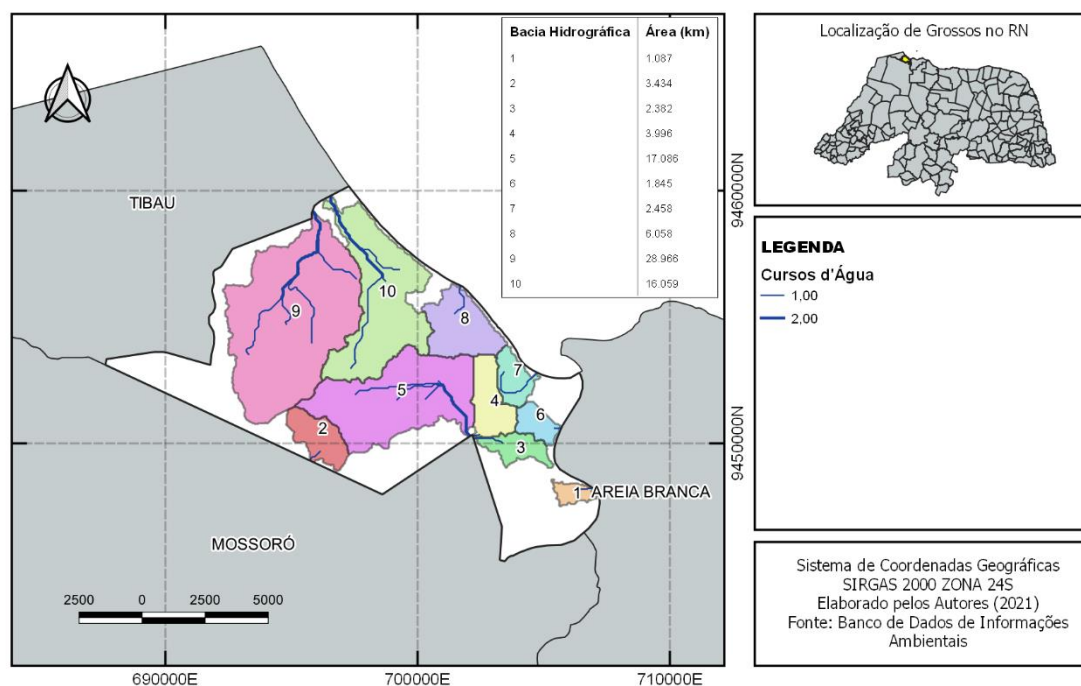 Bacia Hidrográfica Área (km)
1 1.087
2 3.434
3 2.382
4 3.996
5 17.086
6 1.845
7 2.458
8 6.058
9 28.966
10 16.059
TIBAU
9
10
8
7
5
4
6
2
3
1
AREIA BRANCA
MOSSORÓ
2500 0 2500 5000
690000E 700000E 710000E
9460000N
9450000N
Localização de Grossos no RN
LEGENDA
Cursos d'Água
1,00
2,00
Sistema de Coordenadas Geográficas
SIRGAS 2000 ZONA 24S
Elaborado pelos Autores (2021)
Fonte: Banco de Dados de Informações
Ambientais